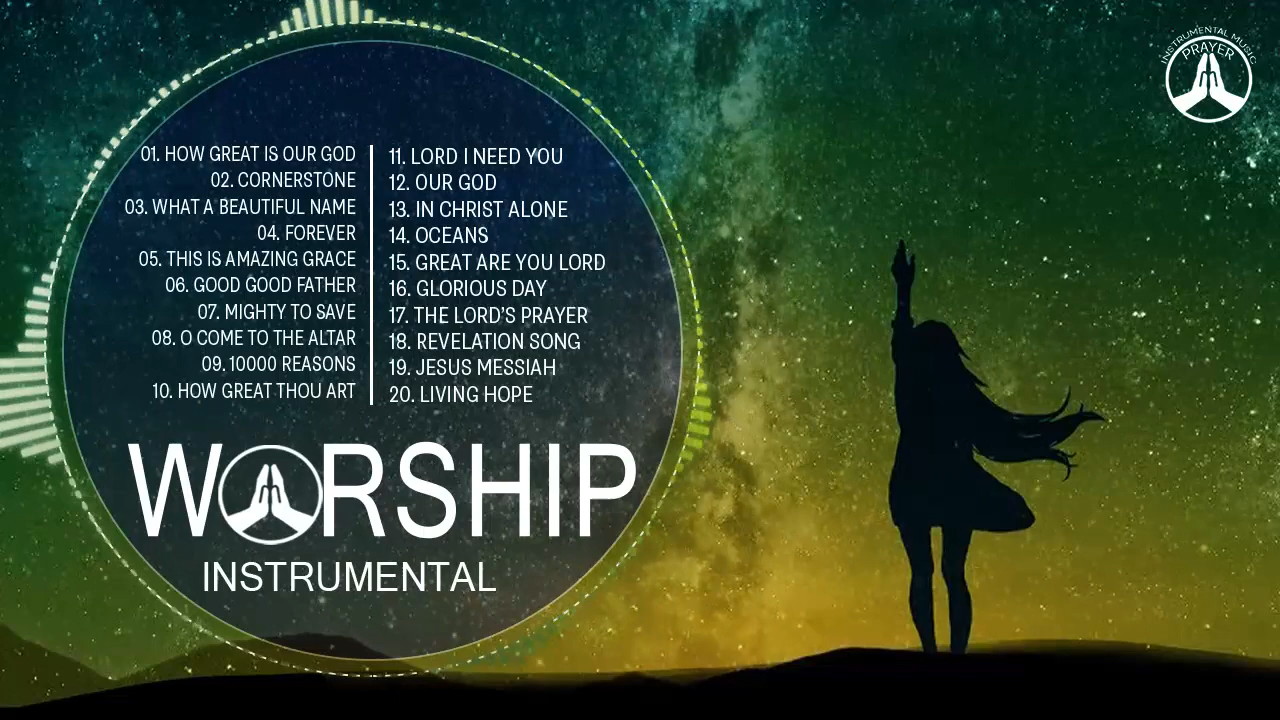 INSTRUMENTAL MUSIC
PRAYER
01. HOW GREAT IS OUR GOD
02. CORNERSTONE
03. WHAT A BEAUTIFUL NAME
04. FOREVER
05. THIS IS AMAZING GRACE
06. GOOD GOOD FATHER
07. MIGHTY TO SAVE
08. O COME TO THE ALTAR
09. 10000 REASONS
10. HOW GREAT THOU ART
11. LORD I NEED YOU
12. OUR GOD
13. IN CHRIST ALONE
14. OCEANS
15. GREAT ARE YOU LORD
16. GLORIOUS DAY
17. THE LORD'S PRAYER
18. REVELATION SONG
19. JESUS MESSIAH
20. LIVING HOPE
WORSHIP
INSTRUMENTAL